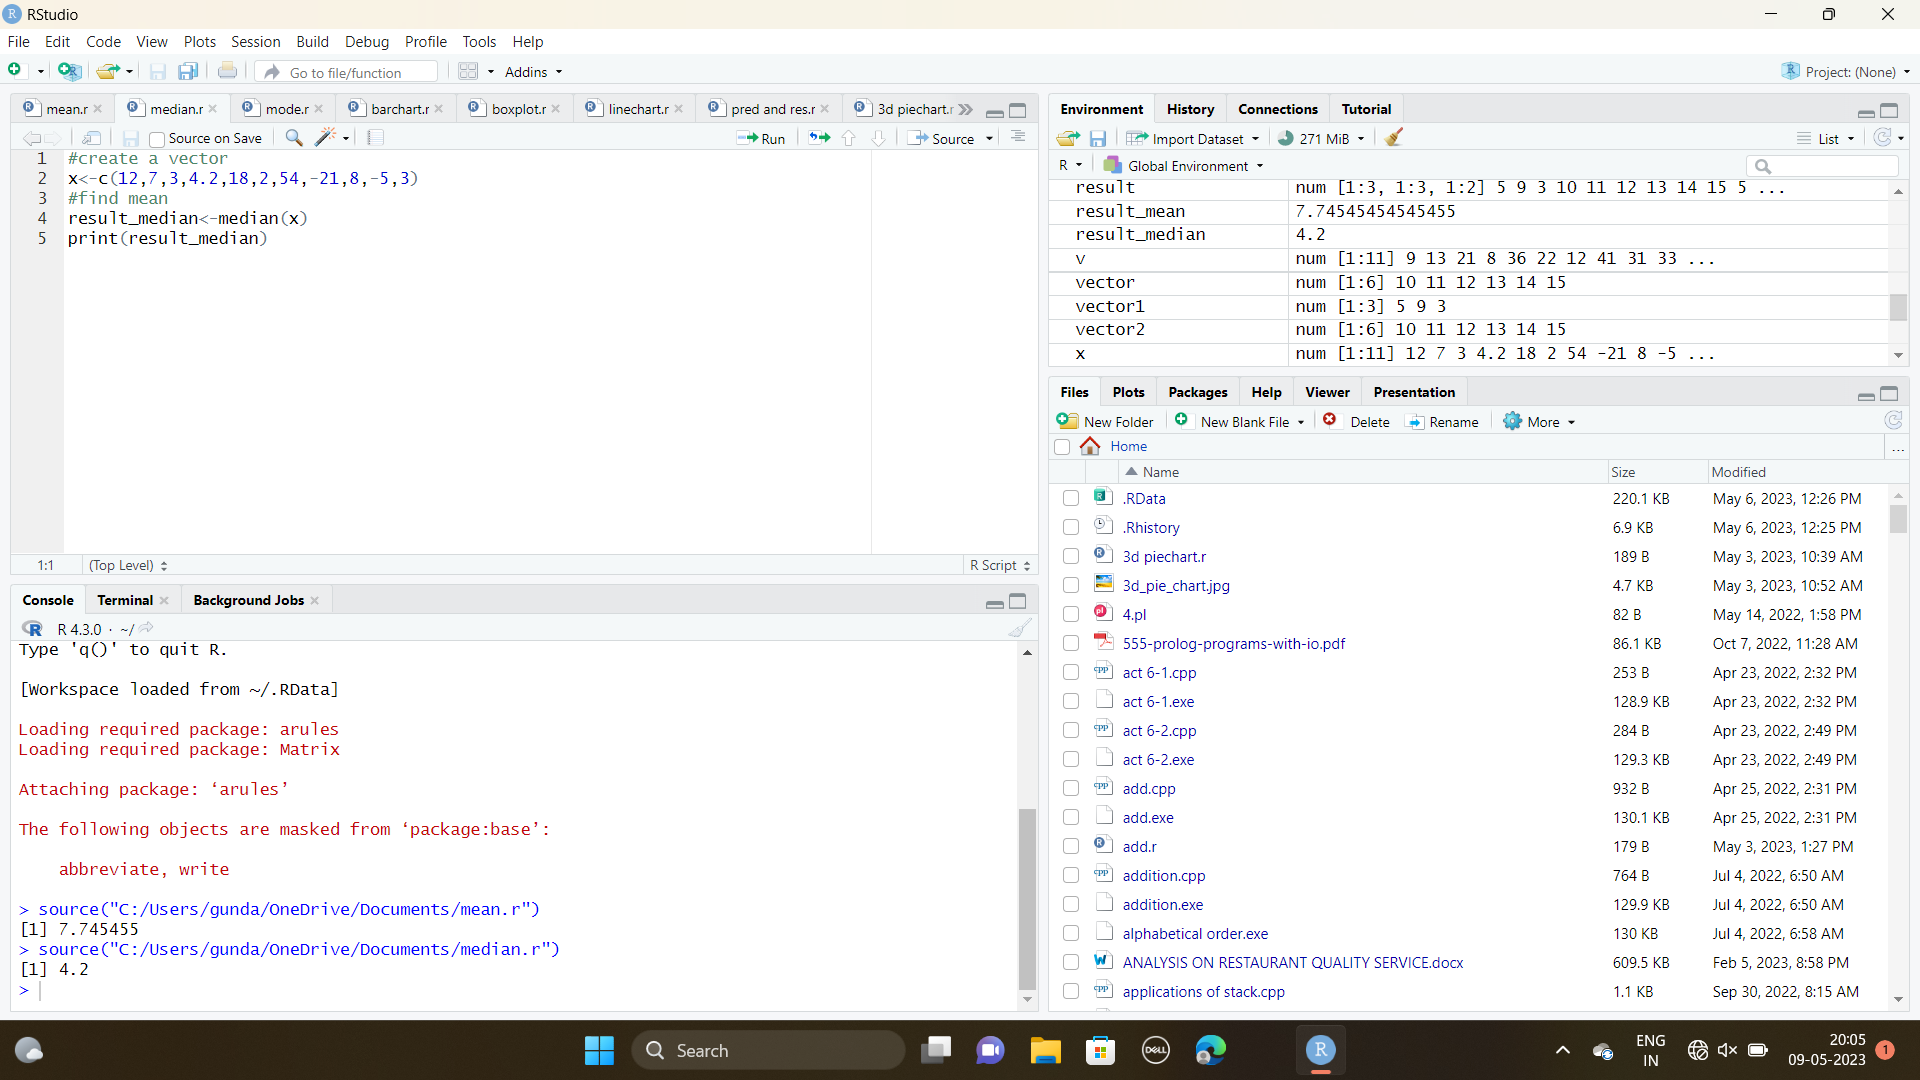 RStudio
File Edit Code View Plots Session Build Debug Profile Tools Help
Go to file/function Addins Project: (None)
mean.r median.r mode.r barchart.r boxplot.r linechart.r pred and res.r 3d piechart.r
Source on Save Run Source
1 #create a vector
2 x<-c(12,7,3,4.2,18,2,54,-21,8,-5,3)
3 #find mean
4 result_median<-median(x)
5 print(result_median)
1:1 (Top Level) R Script
Console Terminal Background Jobs
R 4.3.0 · ~/
Type 'q()' to quit R.
[Workspace loaded from ~/.RData]
Loading required package: arules
Loading required package: Matrix
Attaching package: ‘arules’
The following objects are masked from ‘package:base’:
abbreviate, write
> source("C:/Users/gunda/OneDrive/Documents/mean.r")
[1] 7.745455
> source("C:/Users/gunda/OneDrive/Documents/median.r")
[1] 4.2
>
Environment History Connections Tutorial
Import Dataset 271 MiB List
R Global Environment
result num [1:3, 1:3, 1:2] 5 9 3 10 11 12 13 14 15 5 ...
result_mean 7.74545454545455
result_median 4.2
v num [1:11] 9 13 21 8 36 22 12 41 31 33 ...
vector num [1:6] 10 11 12 13 14 15
vector1 num [1:3] 5 9 3
vector2 num [1:6] 10 11 12 13 14 15
x num [1:11] 12 7 3 4.2 18 2 54 -21 8 -5 ...
Files Plots Packages Help Viewer Presentation
New Folder New Blank File Delete Rename More
Home ...
Name Size Modified
.RData 220.1 KB May 6, 2023, 12:26 PM
.Rhistory 6.9 KB May 6, 2023, 12:25 PM
3d piechart.r 189 B May 3, 2023, 10:39 AM
3d_pie_chart.jpg 4.7 KB May 3, 2023, 10:52 AM
4.pl 82 B May 14, 2022, 1:58 PM
555-prolog-programs-with-io.pdf 86.1 KB Oct 7, 2022, 11:28 AM
act 6-1.cpp 253 B Apr 23, 2022, 2:32 PM
act 6-1.exe 128.9 KB Apr 23, 2022, 2:32 PM
act 6-2.cpp 284 B Apr 23, 2022, 2:49 PM
act 6-2.exe 129.3 KB Apr 23, 2022, 2:49 PM
add.cpp 932 B Apr 25, 2022, 2:31 PM
add.exe 130.1 KB Apr 25, 2022, 2:31 PM
add.r 179 B May 3, 2023, 1:27 PM
addition.cpp 764 B Jul 4, 2022, 6:50 AM
addition.exe 129.9 KB Jul 4, 2022, 6:50 AM
alphabetical order.exe 130 KB Jul 4, 2022, 6:58 AM
ANALYSIS ON RESTAURANT QUALITY SERVICE.docx 609.5 KB Feb 5, 2023, 8:58 PM
applications of stack.cpp 1.1 KB Sep 30, 2022, 8:15 AM
Search DELL R ENG 20:05 1
IN 09-05-2023